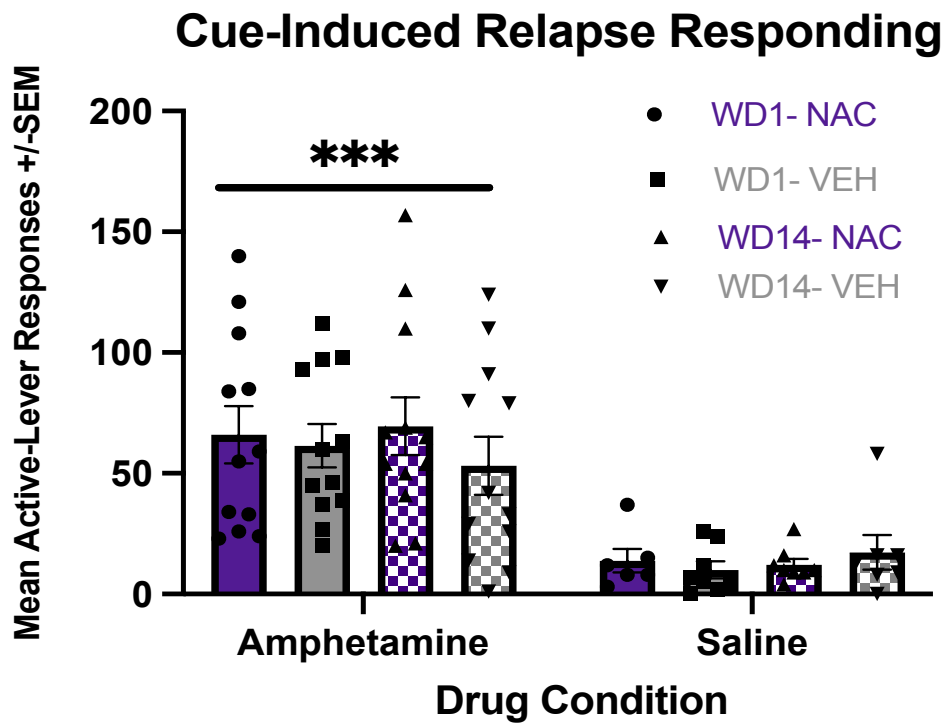 Cue-Induced Relapse Responding
Mean Active-Lever Responses +/-SEM
200
150
100
50
0
***
WD1- NAC
WD1- VEH
WD14- NAC
WD14- VEH
Amphetamine
Saline
Drug Condition